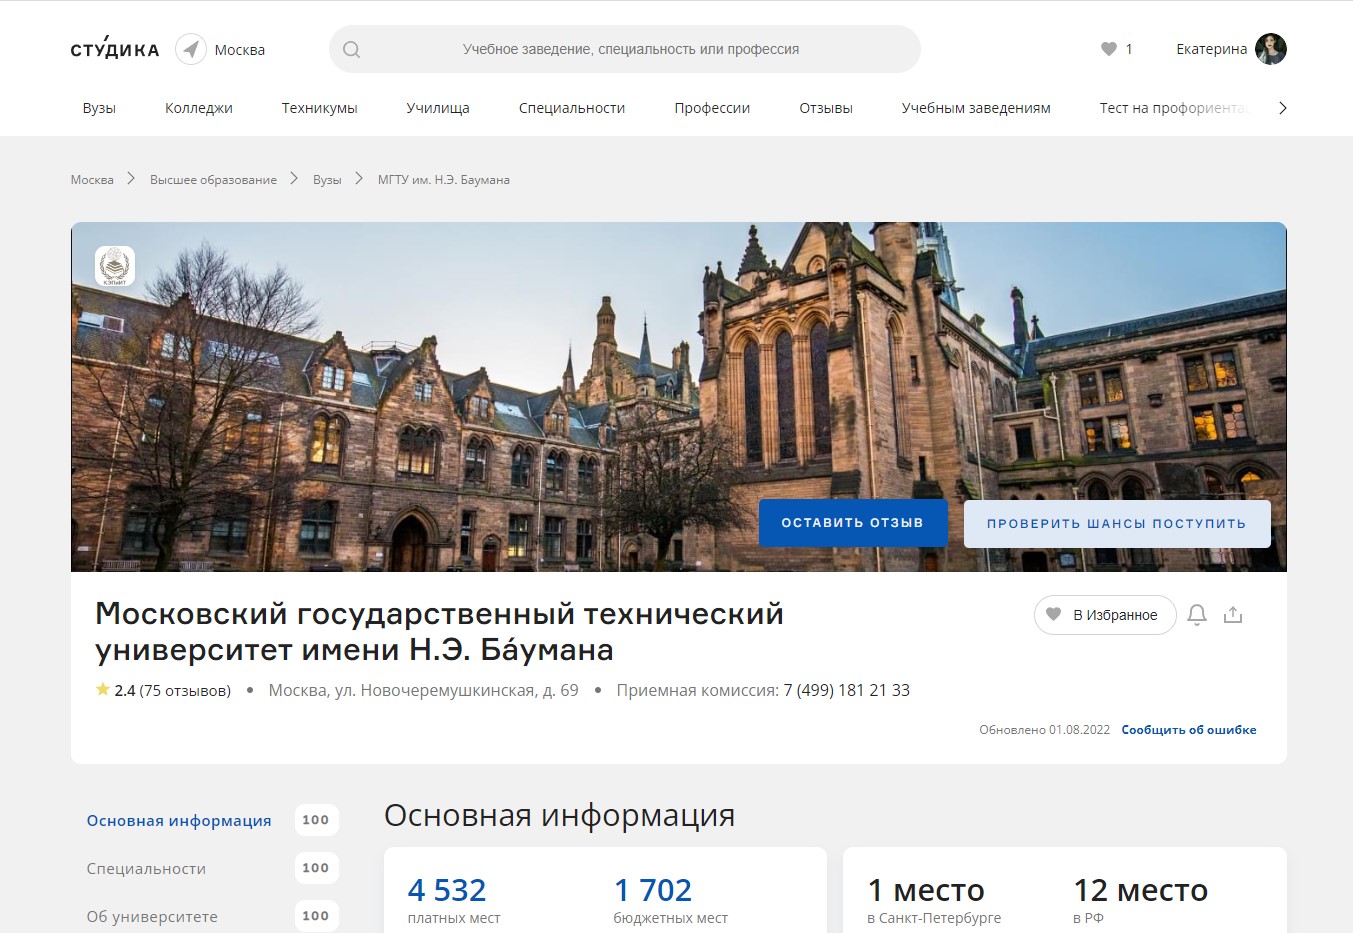 СТУДИКА
Москва
Учебное заведение, специальность или профессия
1
Екатерина
Вузы
Колледжи
Техникумы
Училища
Специальности
Профессии
Отзывы
Учебным заведениям
Тест на профориента
Москва
Высшее образование
Вузы
МГТУ им. Н.Э. Баумана
ОСТАВИТЬ ОТЗЫВ
ПРОВЕРИТЬ ШАНСЫ ПОСТУПИТЬ
Московский государственный технический
университет имени Н.Э. Ба́умана
В Избранное
2.4 (75 отзывов) • Москва, ул. Новочеремушкинская, д. 69 • Приемная комиссия: 7 (499) 181 21 33
Обновлено 01.08.2022 Сообщить об ошибке
Основная информация 100
Специальности 100
Об университете 100
Основная информация
4 532
платных мест
1 702
бюджетных мест
1 место
в Санкт-Петербурге
12 место
в РФ